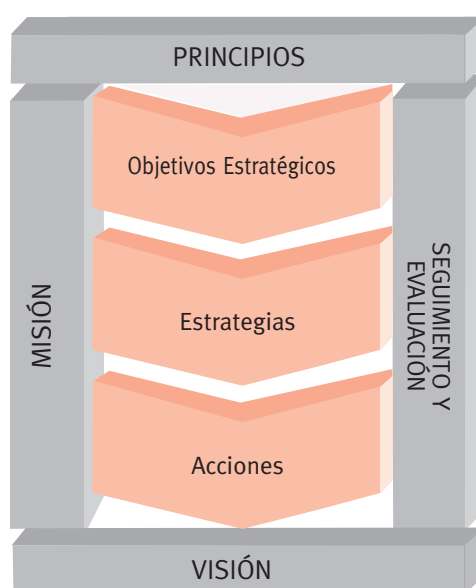 PRINCIPIOS
MISIÓN
Objetivos Estratégicos
Estrategias
Acciones
SEGUIMIENTO Y
EVALUACIÓN
VISIÓN